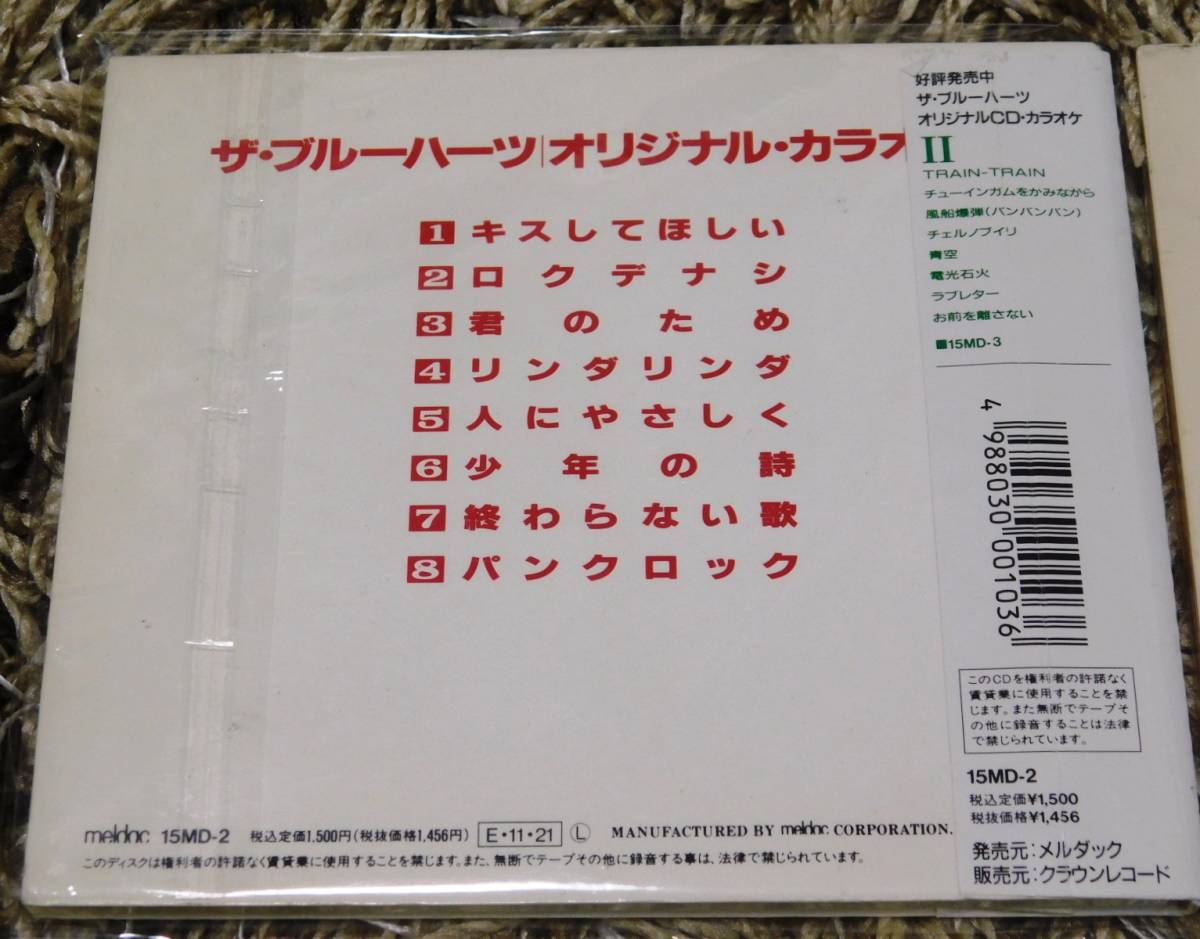 ザ・ブルーハーツ|オリジナル・カラオ
1 キスしてほしい
2 ロクデナシ
3 君のため
4 リンダリンダ
5 人にやさしく
6 少年の詩
7 終わらない歌
8 パンクロック
meldac 15MD-2 税込定価1,500円(税抜価格1,456円) E・11・21 Ⓛ MANUFACTURED BY meldac CORPORATION.
このディスクは権利者の許諾なく賃貸業に使用することを禁じます。また、無断でテープその他に録音する事は、法律で禁じられています。
好評発売中
ザ・ブルーハーツ
オリジナルCD・カラオケ
II
TRAIN-TRAIN
チューインガムをかみながら
風船爆弾(バンバンバン)
チェルノブイリ
青空
電光石火
ラブレター
お前を離さない
■15MD-3
4 988030 001036
このCDを権利者の許諾なく
賃貸業に使用することを禁
じます。また無断でテープそ
の他に録音することは法律
で禁じられています。
15MD-2
税込定価¥1,500
税抜価格¥1,456
発売元:メルダック
販売元:クラウンレコード